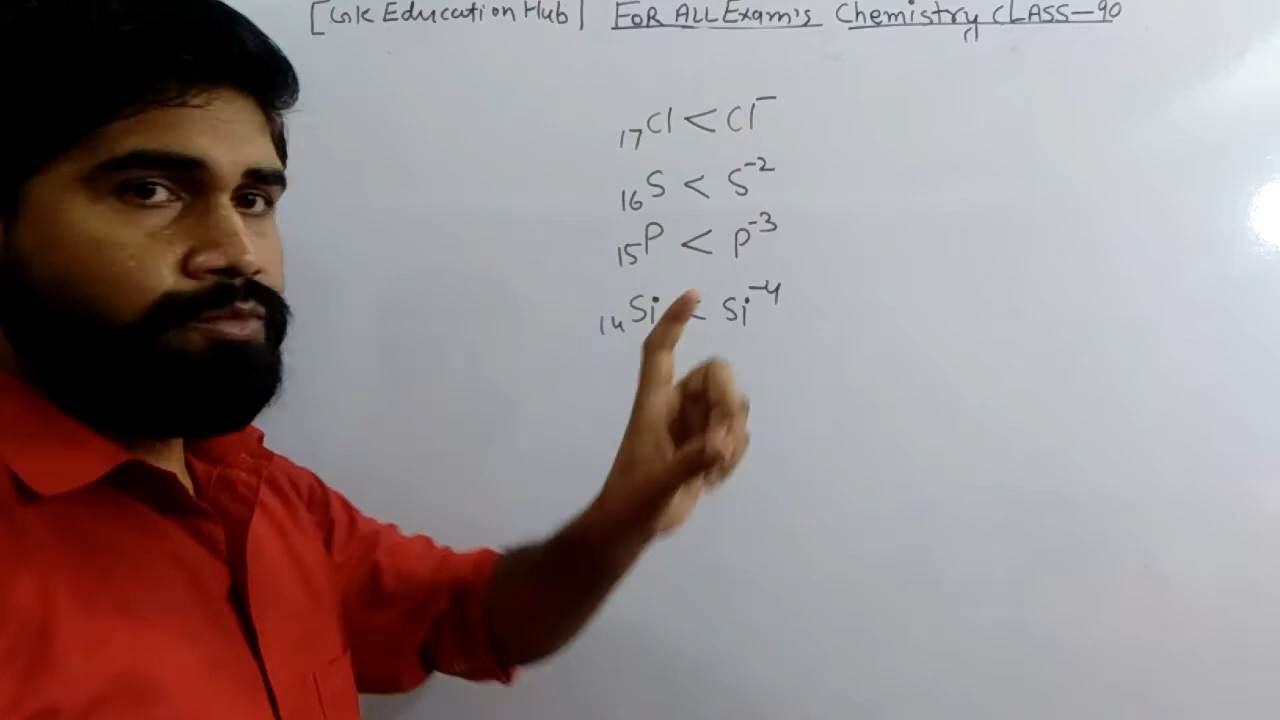 [GK Education Hub] FOR ALL Exam's Chemistry CLASS-90
₁₇Cl < Cl⁻
₁₆S < S⁻²
₁₅P < P⁻³
₁₄Si < Si⁻⁴